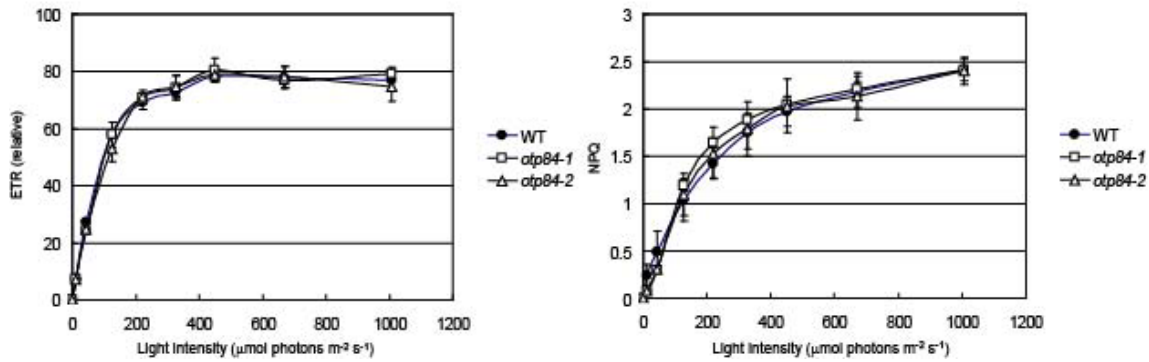 100
80
60
40
20
0
ETR (relative)
0 200 400 600 800 1000 1200
Light Intensity (μmol photons m⁻² s⁻¹)
WT
otp84-1
otp84-2
3
2.5
2
1.5
1
0.5
0
NPQ
0 200 400 600 800 1000 1200
Light Intensity (μmol photons m⁻² s⁻¹)
WT
otp84-1
otp84-2